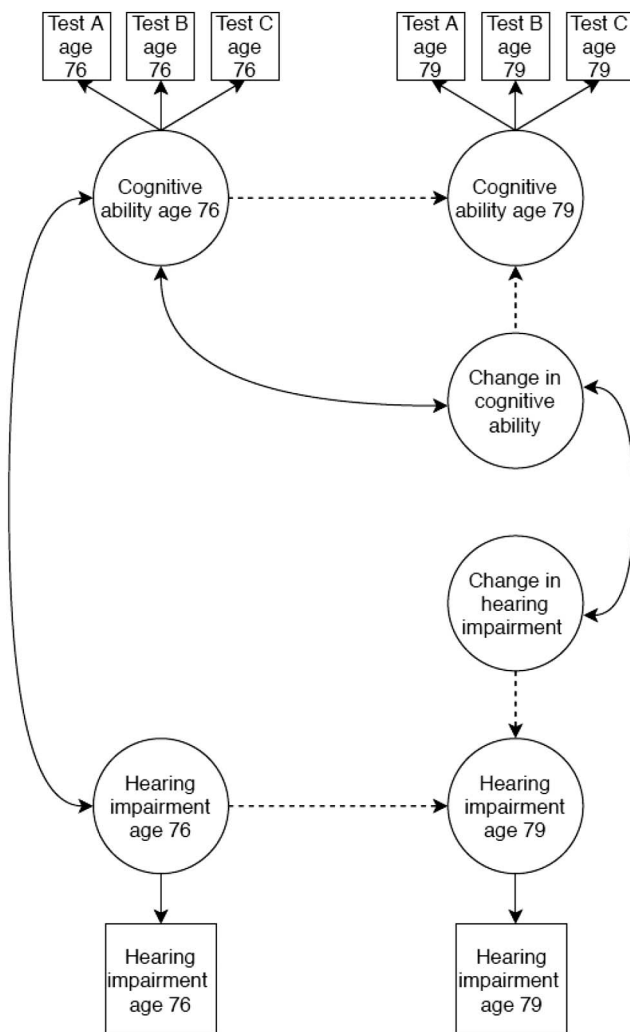 Test A
age
76
Test B
age
76
Test C
age
76
Test A
age
79
Test B
age
79
Test C
age
79
Cognitive
ability age 76
Cognitive
ability age 79
Change in
cognitive
ability
Change in
hearing
impairment
Hearing
impairment
age 76
Hearing
impairment
age 79
Hearing
impairment
age 76
Hearing
impairment
age 79